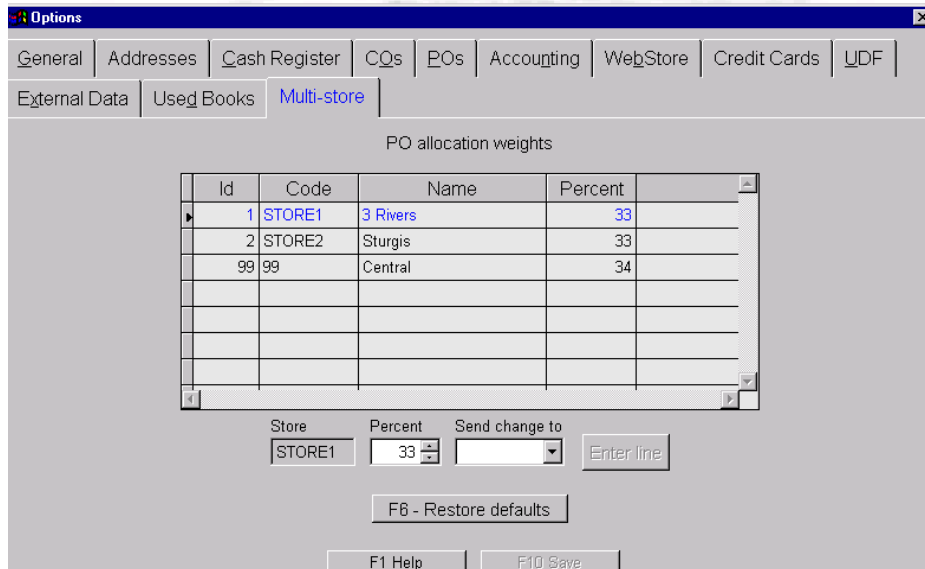 Options
General Addresses Cash Register COs POs Accounting WebStore Credit Cards UDF
External Data Used Books Multi-store
PO allocation weights
Id Code Name Percent
1 STORE1 3 Rivers 33
2 STORE2 Sturgis 33
99 99 Central 34
Store Percent Send change to
STORE1 33 Enter line
F6 - Restore defaults
F1 Help F10 Save